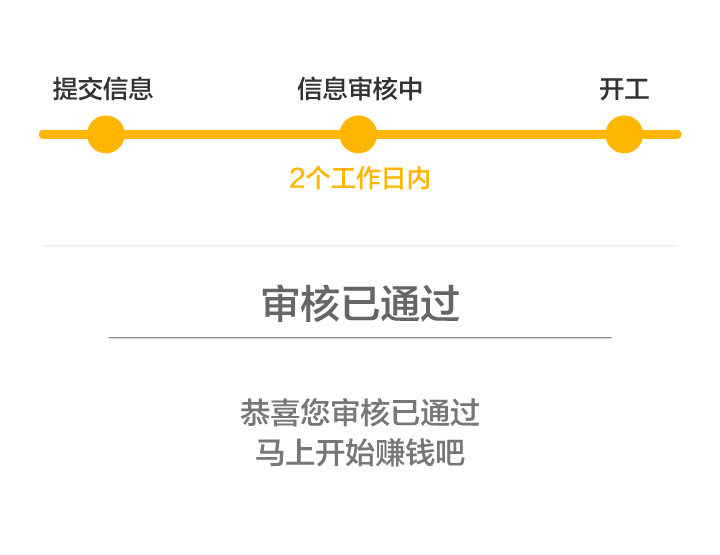 提交信息
信息审核中
开工
2个工作日内
审核已通过
恭喜您审核已通过
马上开始赚钱吧